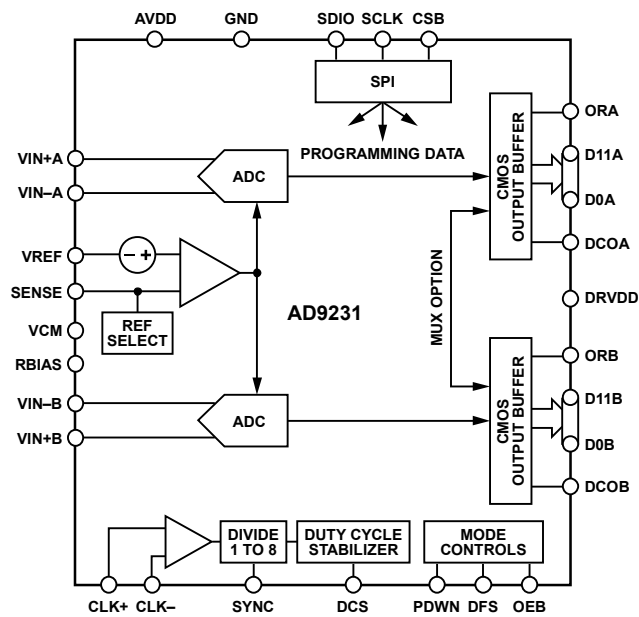 AVDD
GND
SDIO
SCLK
CSB
SPI
PROGRAMMING DATA
VIN+A
VIN–A
VREF
SENSE
VCM
RBIAS
VIN–B
VIN+B
ADC
– +
REF
SELECT
ADC
AD9231
MUX OPTION
CMOS
OUTPUT BUFFER
CMOS
OUTPUT BUFFER
ORA
D11A
D0A
DCOA
DRVDD
ORB
D11B
D0B
DCOB
DIVIDE
1 TO 8
DUTY CYCLE
STABILIZER
MODE
CONTROLS
CLK+
CLK–
SYNC
DCS
PDWN
DFS
OEB